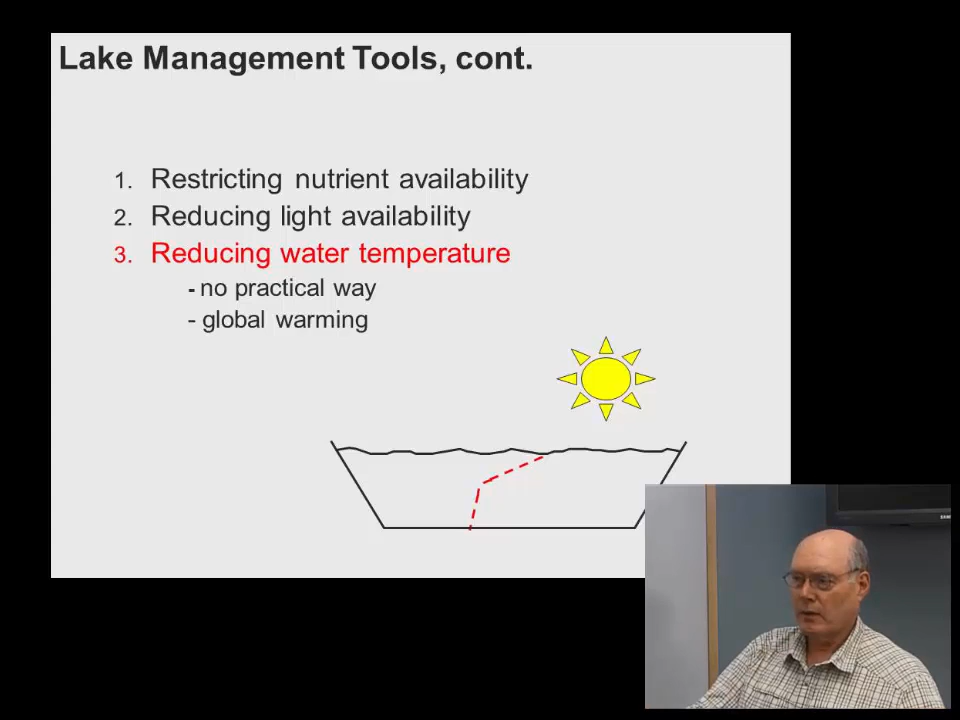 Lake Management Tools, cont.
1. Restricting nutrient availability
2. Reducing light availability
3. Reducing water temperature
- no practical way
- global warming